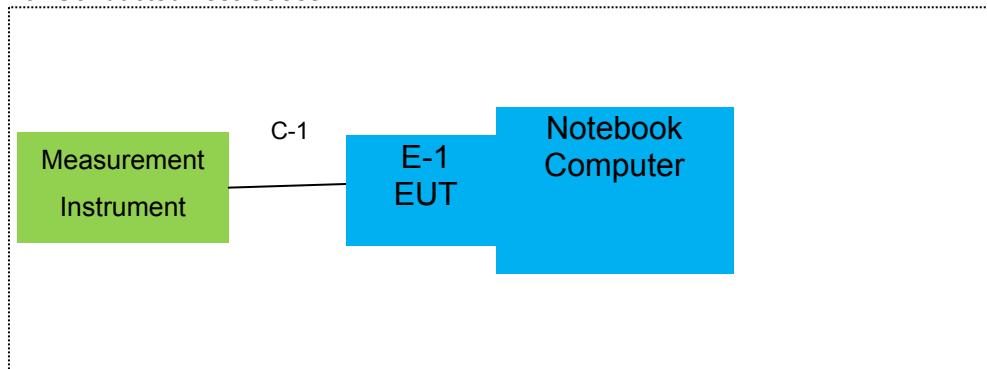 C-1
Measurement
Instrument
E-1
EUT
Notebook
Computer